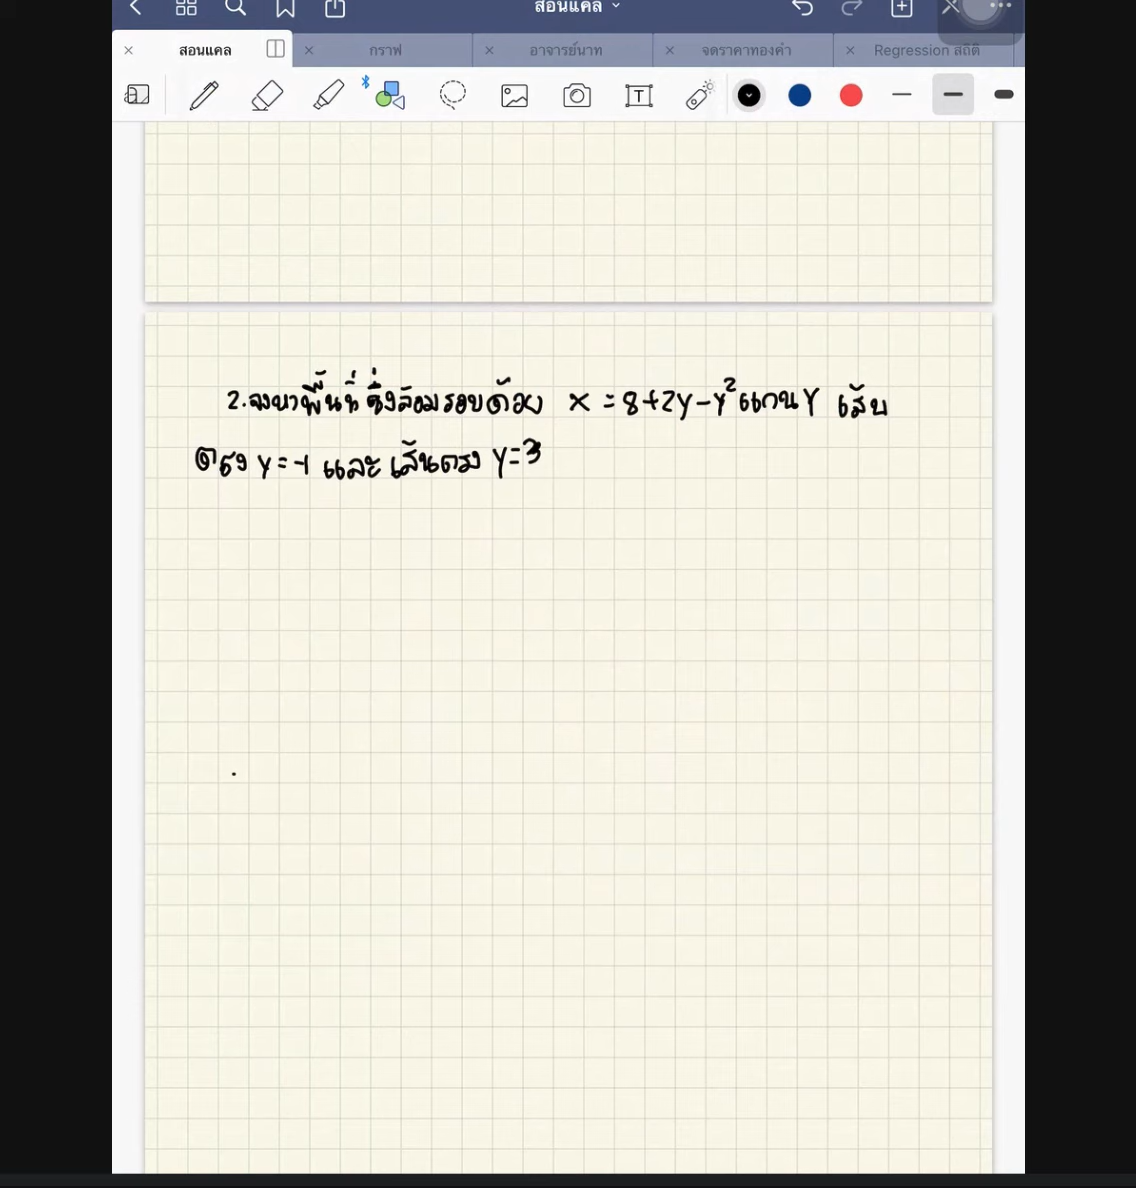 สอนแคล
สอนแคล กราฟ อาจารย์นาท จดราคาทองคำ Regression สถิติ
2. จงหาพื้นที่ ซึ่งล้อมรอบด้วย x = 8+2y-y² แกน Y เส้น
ตรง y = -1 และ เส้นตรง y = 3